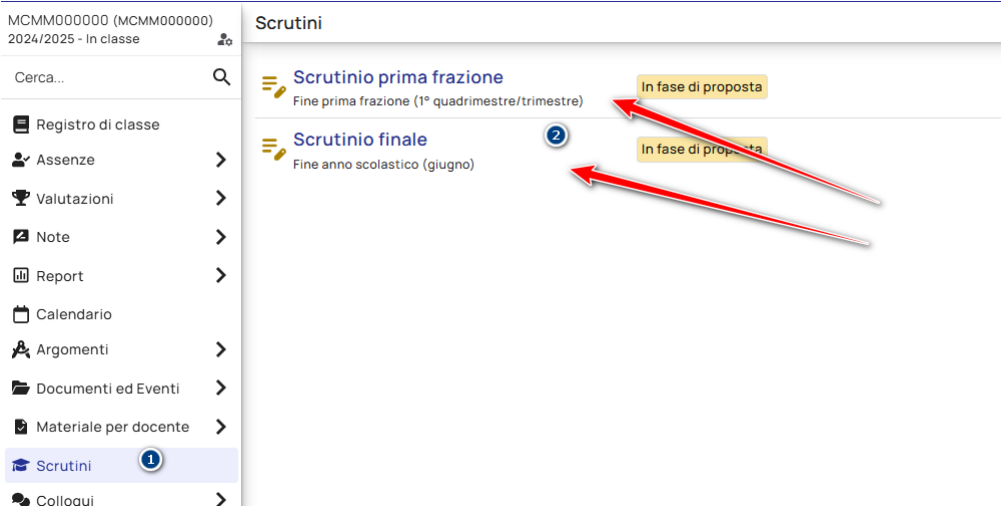 MCMM000000 (MCMM000000)
2024/2025 - In classe
Cerca...
Registro di classe
Assenze
Valutazioni
Note
Report
Calendario
Argomenti
Documenti ed Eventi
Materiale per docente
Scrutini
1
Colloqui
Scrutini
Scrutinio prima frazione
Fine prima frazione (1° quadrimestre/trimestre)
In fase di proposta
Scrutinio finale
2
Fine anno scolastico (giugno)
In fase di proposta